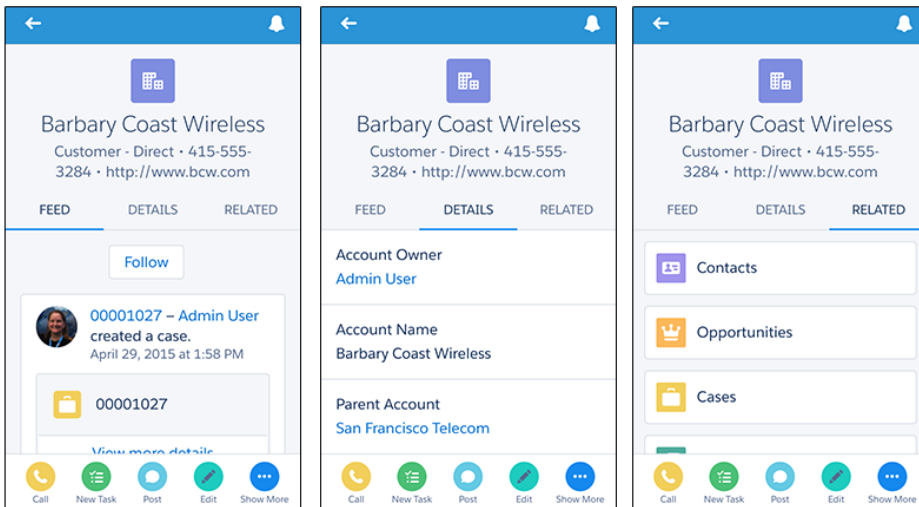 Barbary Coast Wireless
Customer - Direct • 415-555-
3284 • http://www.bcw.com
FEED DETAILS RELATED
Follow
00001027 – Admin User
created a case.
April 29, 2015 at 1:58 PM
00001027
View more details
Call New Task Post Edit Show More
Barbary Coast Wireless
Customer - Direct • 415-555-
3284 • http://www.bcw.com
FEED DETAILS RELATED
Account Owner
Admin User
Account Name
Barbary Coast Wireless
Parent Account
San Francisco Telecom
Call New Task Post Edit Show More
Barbary Coast Wireless
Customer - Direct • 415-555-
3284 • http://www.bcw.com
FEED DETAILS RELATED
Contacts
Opportunities
Cases
Call New Task Post Edit Show More